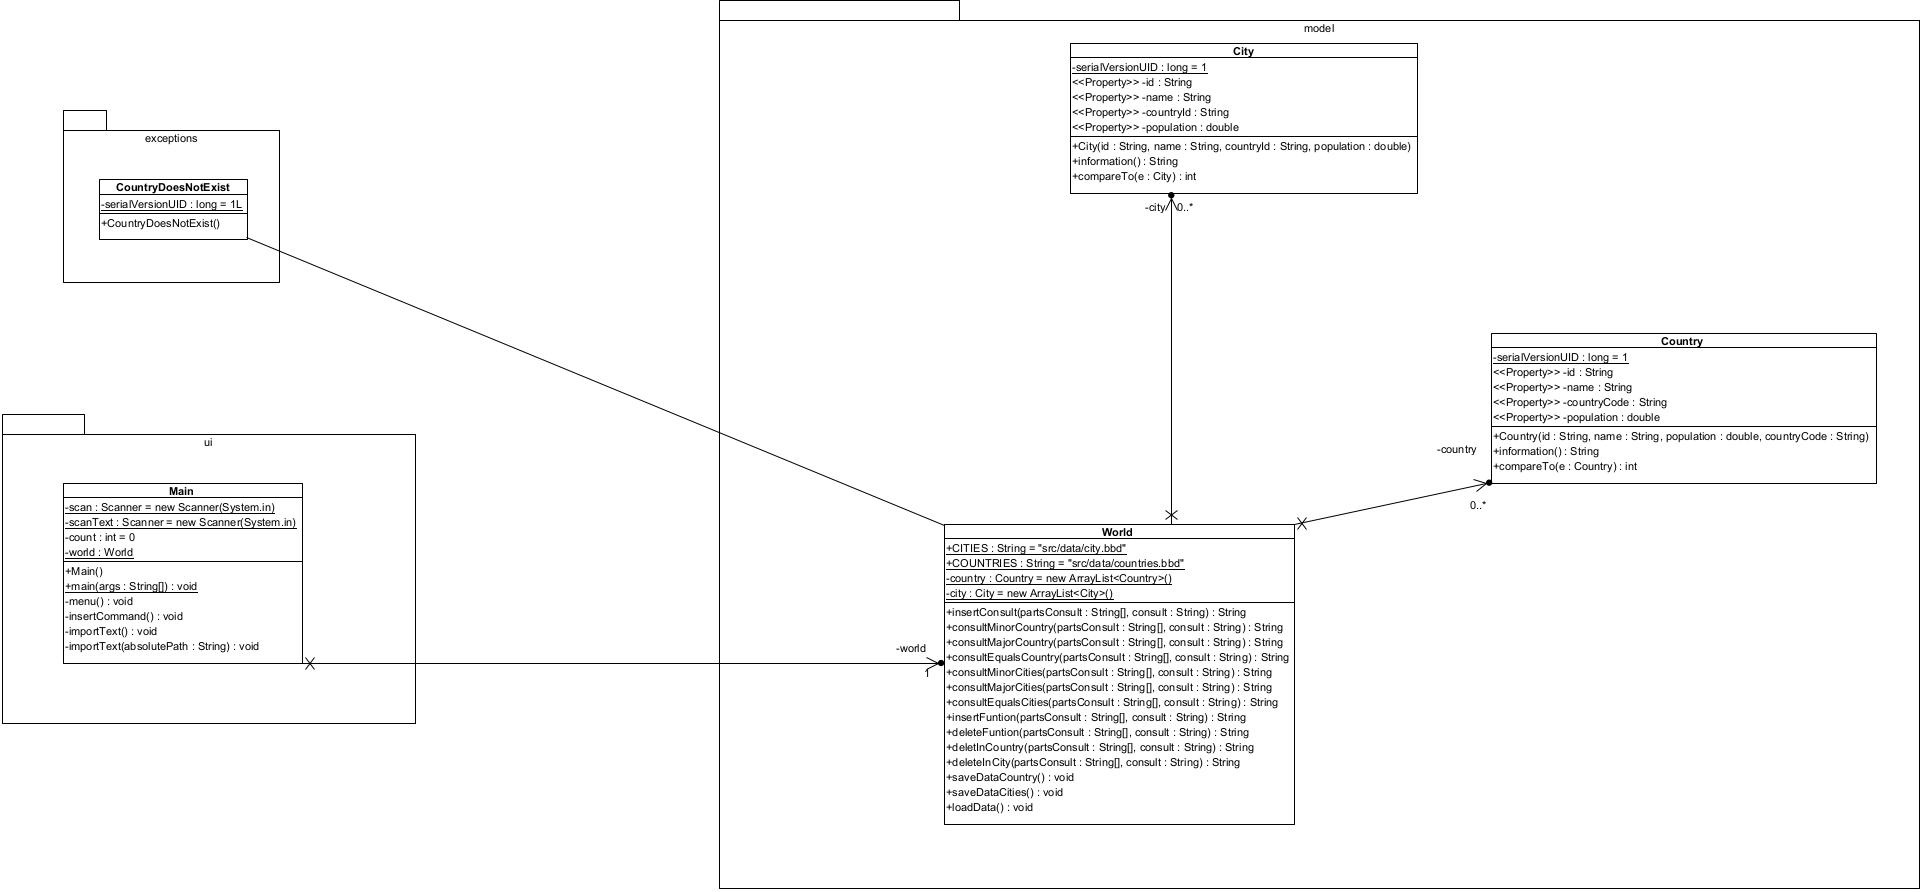 model
City
-serialVersionUID : long = 1
<<Property>> -id : String
<<Property>> -name : String
<<Property>> -countryId : String
<<Property>> -population : double
+City(id : String, name : String, countryId : String, population : double)
+information() : String
+compareTo(e : City) : int
-city
0..*
exceptions
CountryDoesNotExist
-serialVersionUID : long = 1L
+CountryDoesNotExist()
Country
-serialVersionUID : long = 1
<<Property>> -id : String
<<Property>> -name : String
<<Property>> -countryCode : String
<<Property>> -population : double
+Country(id : String, name : String, population : double, countryCode : String)
+information() : String
+compareTo(e : Country) : int
-country
0..*
ui
Main
-scan : Scanner = new Scanner(System.in)
-scanText : Scanner = new Scanner(System.in)
-count : int = 0
-world : World
+Main()
+main(args : String[]) : void
-menu() : void
-insertCommand() : void
-importText() : void
-importText(absolutePath : String) : void
-world
1
World
+CITIES : String = "src/data/city.bbd"
+COUNTRIES : String = "src/data/countries.bbd"
-country : Country = new ArrayList<Country>()
-city : City = new ArrayList<City>()
+insertConsult(partsConsult : String[], consult : String) : String
+consultMinorCountry(partsConsult : String[], consult : String) : String
+consultMajorCountry(partsConsult : String[], consult : String) : String
+consultEqualsCountry(partsConsult : String[], consult : String) : String
+consultMinorCities(partsConsult : String[], consult : String) : String
+consultMajorCities(partsConsult : String[], consult : String) : String
+consultEqualsCities(partsConsult : String[], consult : String) : String
+insertFuntion(partsConsult : String[], consult : String) : String
+deleteFuntion(partsConsult : String[], consult : String) : String
+deletInCountry(partsConsult : String[], consult : String) : String
+deleteInCity(partsConsult : String[], consult : String) : String
+saveDataCountry() : void
+saveDataCities() : void
+loadData() : void